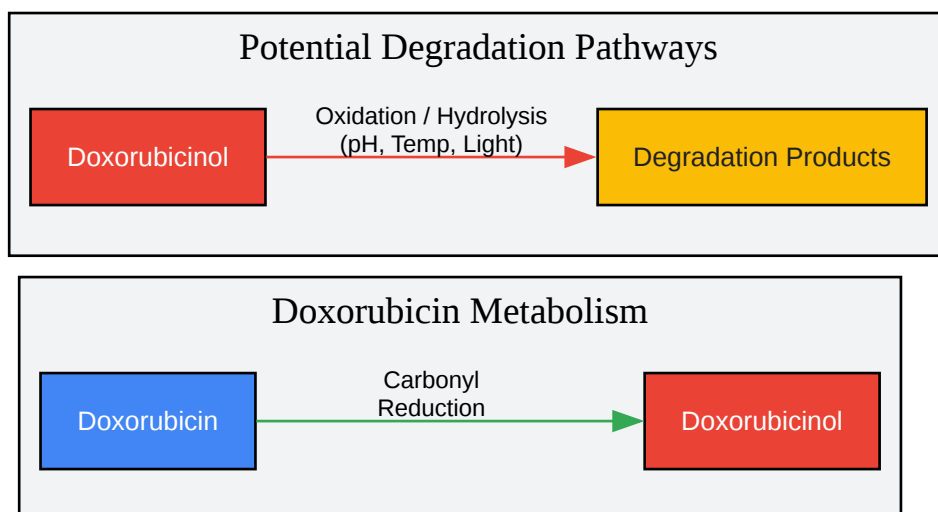 Potential Degradation Pathways
Doxorubicinol
Oxidation / Hydrolysis
(pH, Temp, Light)
Degradation Products
Doxorubicin Metabolism
Doxorubicin
Carbonyl
Reduction
Doxorubicinol